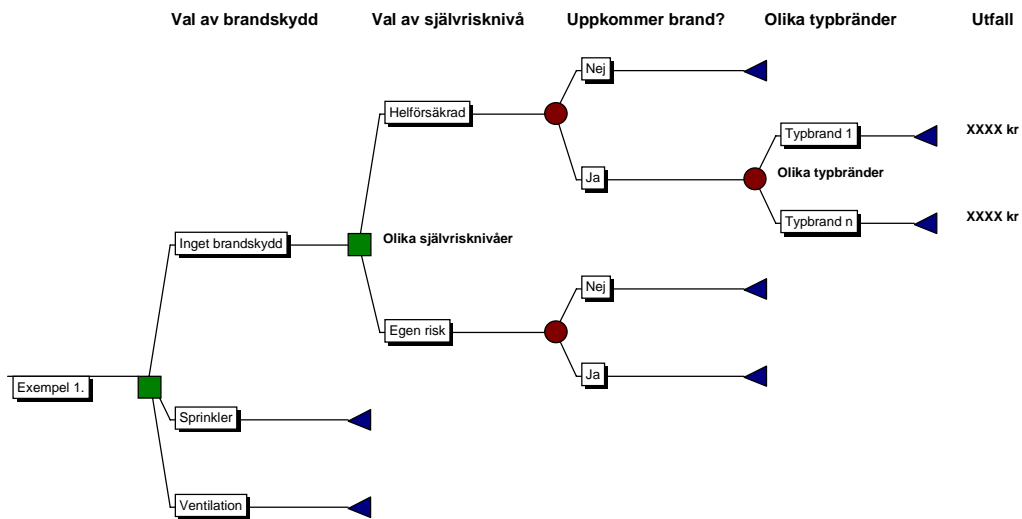 Val av brandskydd
Val av självrisknivå
Uppkommer brand?
Olika typbränder
Utfall
Nej
Helförsäkrad
Typbrand 1
XXXX kr
Ja
Olika typbränder
Typbrand n
XXXX kr
Inget brandskydd
Olika självrisknivåer
Nej
Egen risk
Ja
Exempel 1.
Sprinkler
Ventilation